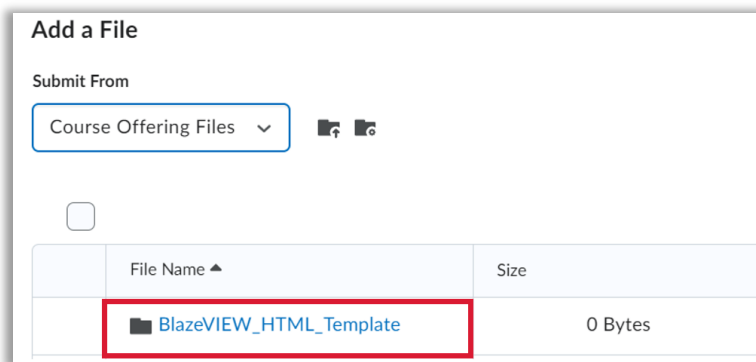 Add a File
Submit From
Course Offering Files
File Name Size
BlazeVIEW_HTML_Template 0 Bytes